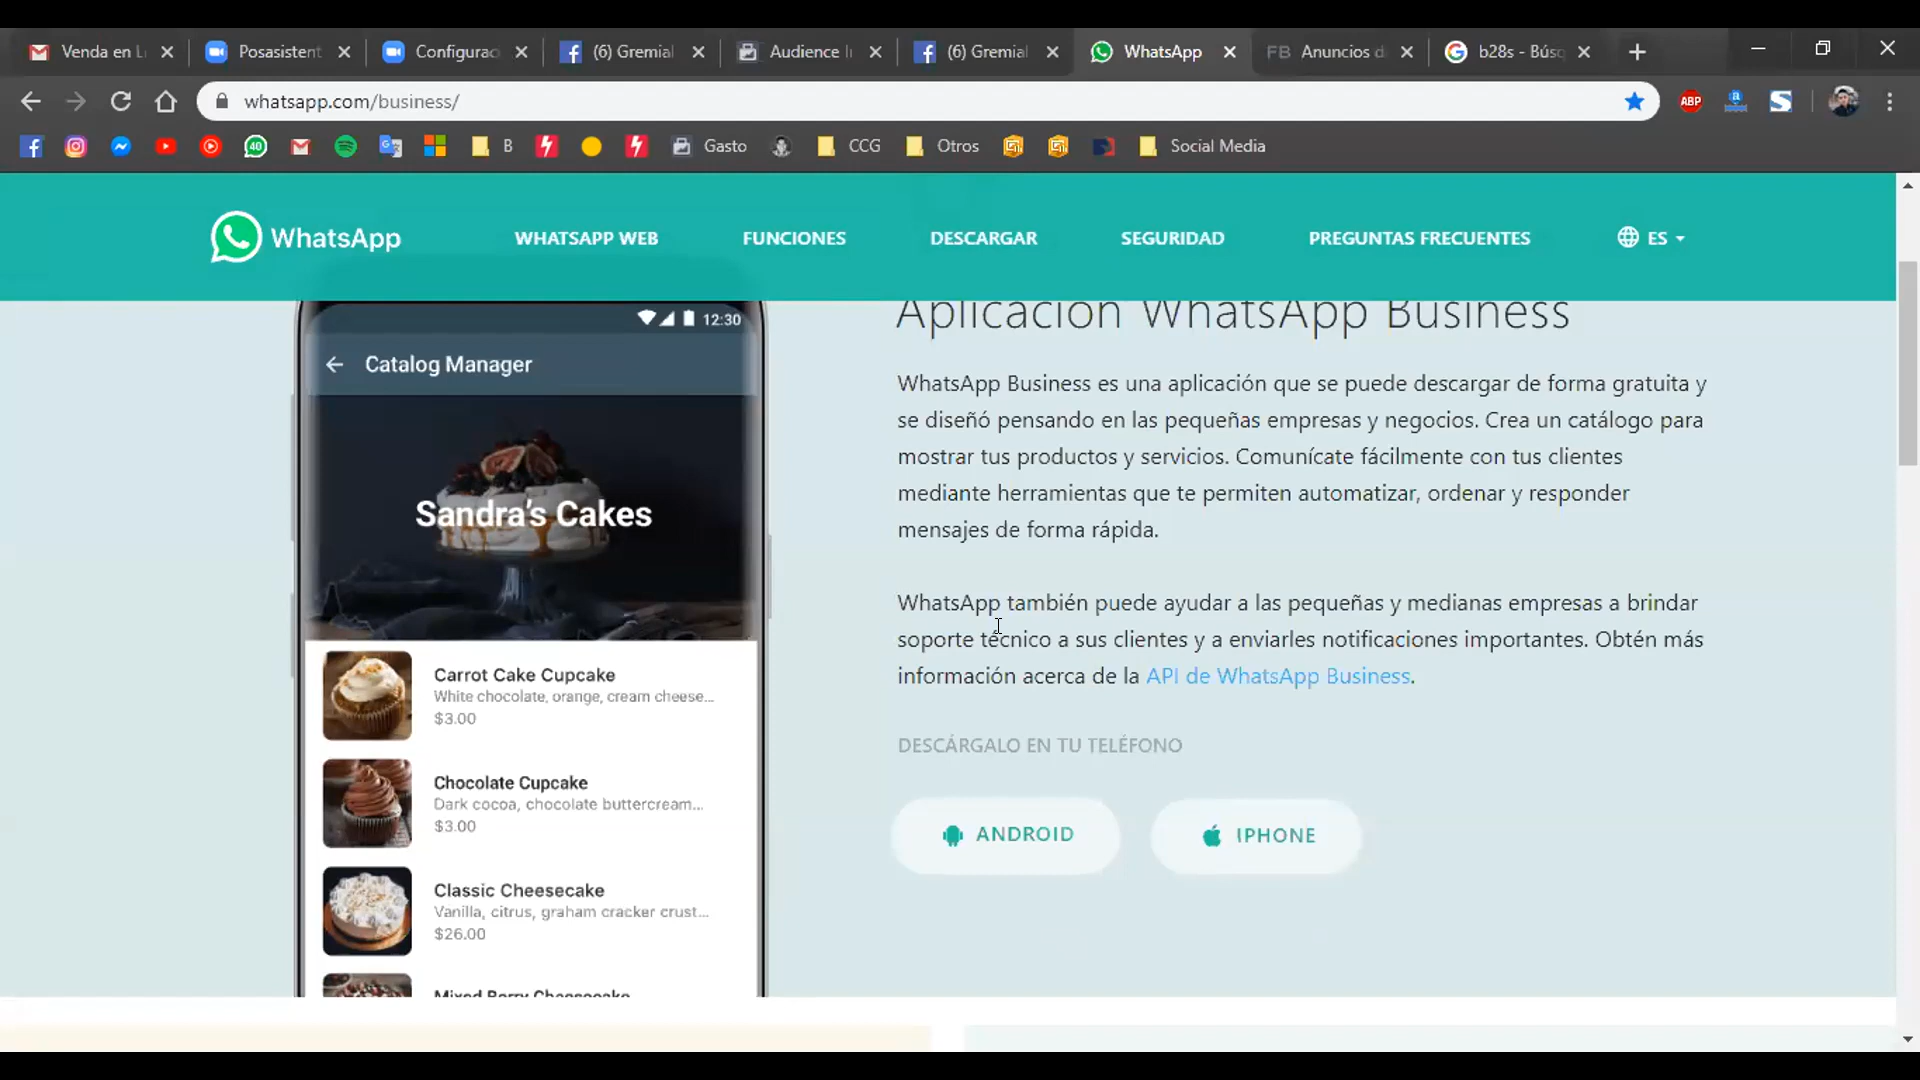 Venda en L
Posasistent
Configurac
(6) Gremial
Audience I
(6) Gremial
WhatsApp
FB Anuncios d
b28s - Búsq
whatsapp.com/business/
ABP
40
B
Gasto
CCG
Otros
Social Media
WhatsApp
WHATSAPP WEB
FUNCIONES
DESCARGAR
SEGURIDAD
PREGUNTAS FRECUENTES
ES
12:30
Catalog Manager
Sandra's Cakes
Carrot Cake Cupcake
White chocolate, orange, cream cheese...
$3.00
Chocolate Cupcake
Dark cocoa, chocolate buttercream...
$3.00
Classic Cheesecake
Vanilla, citrus, graham cracker crust...
$26.00
Mixed Berry Cheesecake
Aplicación WhatsApp Business
WhatsApp Business es una aplicación que se puede descargar de forma gratuita y
se diseñó pensando en las pequeñas empresas y negocios. Crea un catálogo para
mostrar tus productos y servicios. Comunícate fácilmente con tus clientes
mediante herramientas que te permiten automatizar, ordenar y responder
mensajes de forma rápida.
WhatsApp también puede ayudar a las pequeñas y medianas empresas a brindar
soporte técnico a sus clientes y a enviarles notificaciones importantes. Obtén más
información acerca de la API de WhatsApp Business.
DESCÁRGALO EN TU TELÉFONO
ANDROID
IPHONE